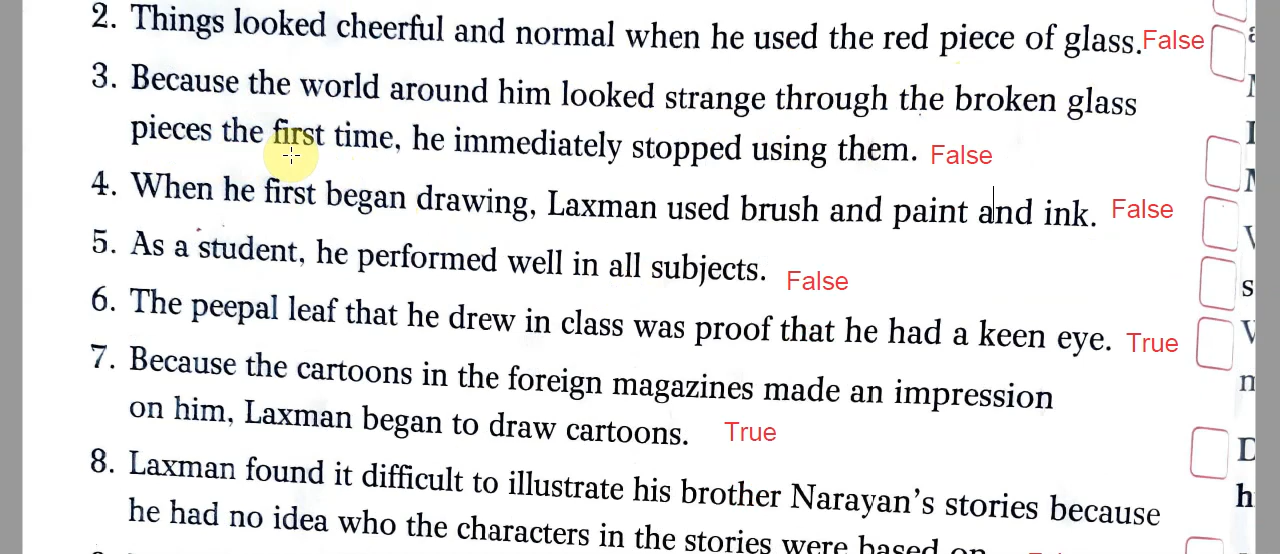 2. Things looked cheerful and normal when he used the red piece of glass. False
3. Because the world around him looked strange through the broken glass
pieces the first time, he immediately stopped using them. False
4. When he first began drawing, Laxman used brush and paint and ink. False
5. As a student, he performed well in all subjects. False
6. The peepal leaf that he drew in class was proof that he had a keen eye. True
7. Because the cartoons in the foreign magazines made an impression
on him, Laxman began to draw cartoons. True
8. Laxman found it difficult to illustrate his brother Narayan's stories because
he had no idea who the characters in the stories were based on